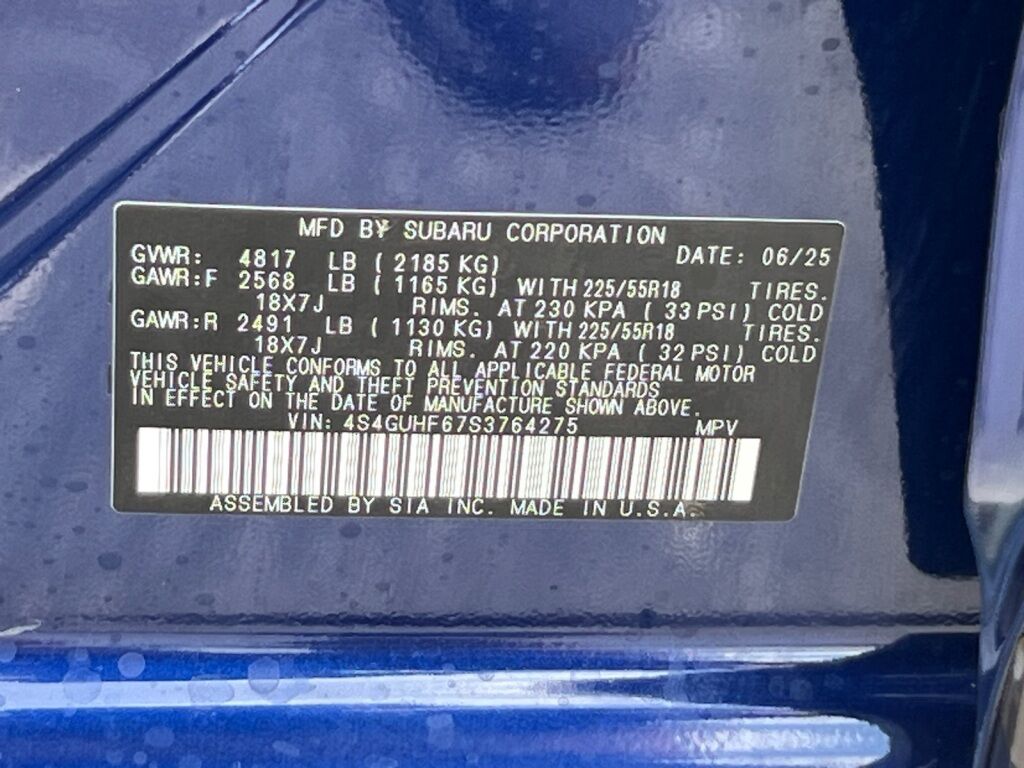 MFD BY SUBARU CORPORATION
GVWR: 4817 LB ( 2185 KG) DATE: 06/25
GAWR:F 2568 LB ( 1165 KG) WITH 225/55R18 TIRES.
18X7J RIMS. AT 230 KPA ( 33 PSI) COLD
GAWR:R 2491 LB ( 1130 KG) WITH 225/55R18 TIRES.
18X7J RIMS. AT 220 KPA ( 32 PSI) COLD
THIS VEHICLE CONFORMS TO ALL APPLICABLE FEDERAL MOTOR
VEHICLE SAFETY AND THEFT PREVENTION STANDARDS
IN EFFECT ON THE DATE OF MANUFACTURE SHOWN ABOVE.
VIN: 4S4GUHF67S3764275 MPV
ASSEMBLED BY SIA INC. MADE IN U.S.A.